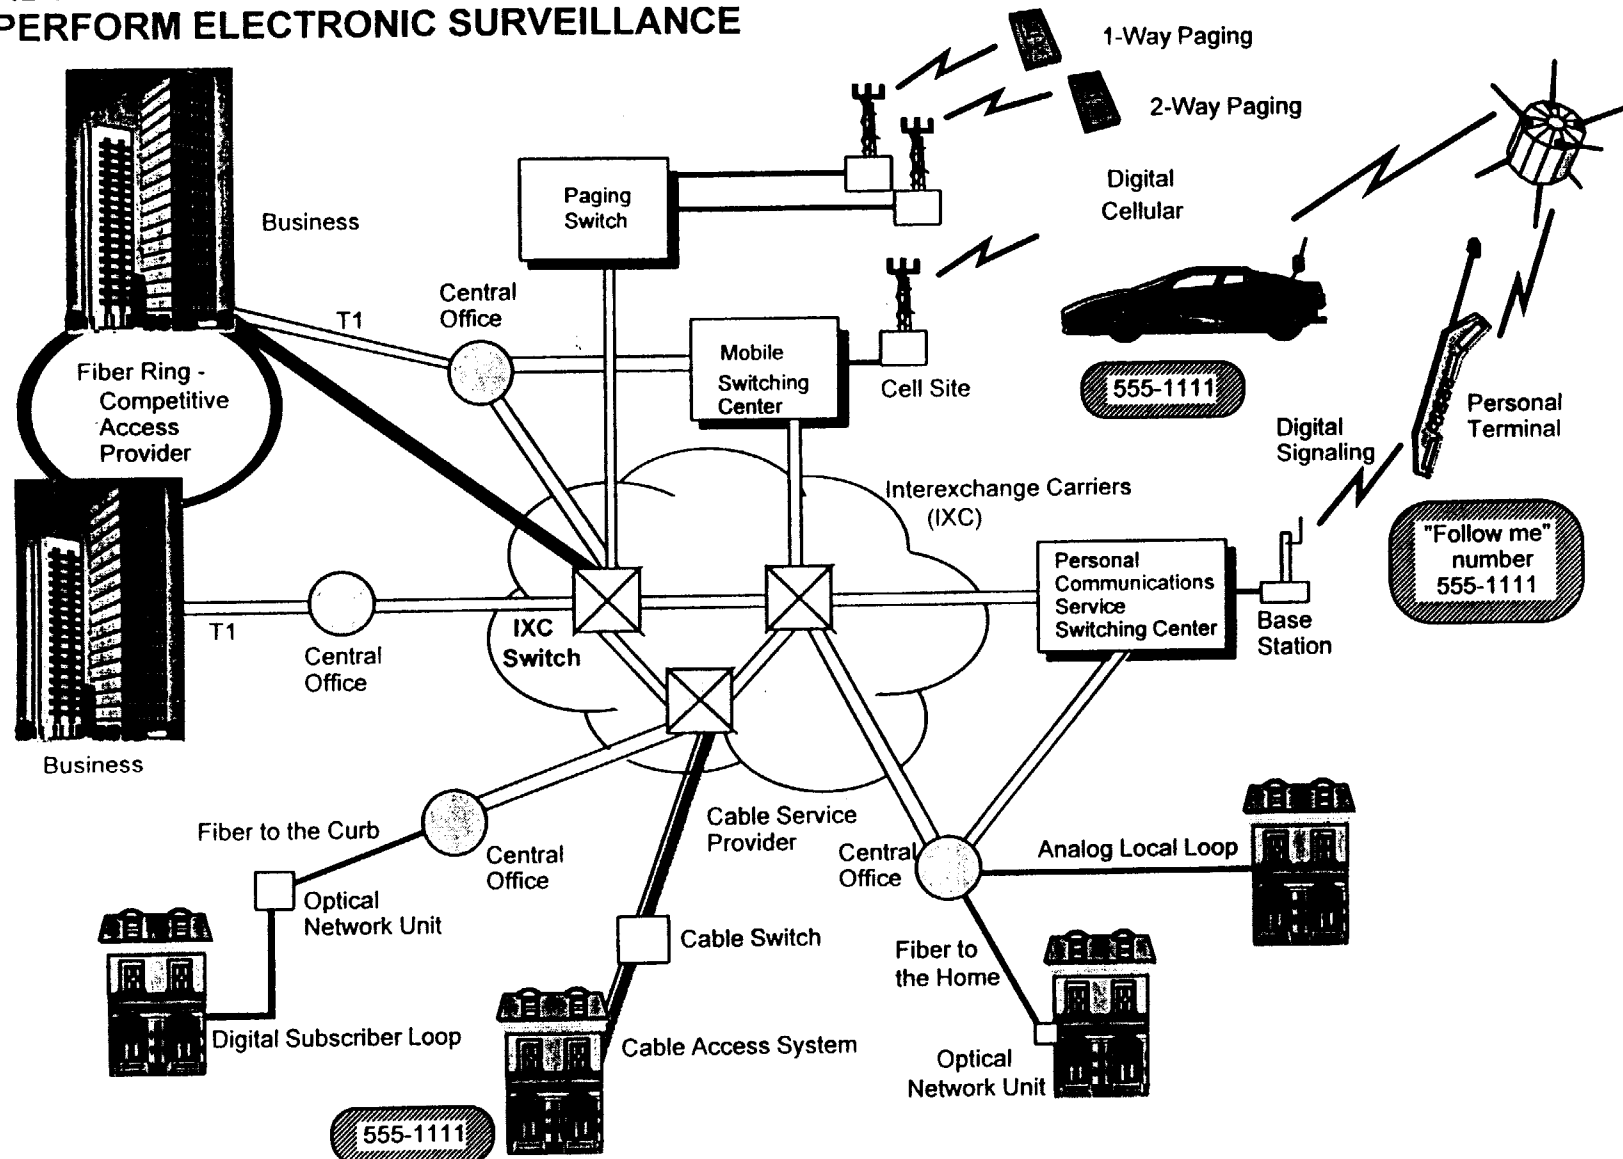 PERFORM ELECTRONIC SURVEILLANCE
1-Way Paging
2-Way Paging
Paging
Switch
Digital
Cellular
Business
Central
Office
T1
Mobile
Switching
Center
Cell Site
555-1111
Fiber Ring -
Competitive
Access
Provider
Personal
Terminal
Digital
Signaling
Interexchange Carriers
(IXC)
"Follow me"
number
555-1111
Personal
Communications
Service
Switching Center
Base
Station
T1
Central
Office
IXC
Switch
Business
Fiber to the Curb
Central
Office
Cable Service
Provider
Central
Office
Analog Local Loop
Optical
Network Unit
Cable Switch
Fiber to
the Home
Digital Subscriber Loop
Cable Access System
Optical
Network Unit
555-1111